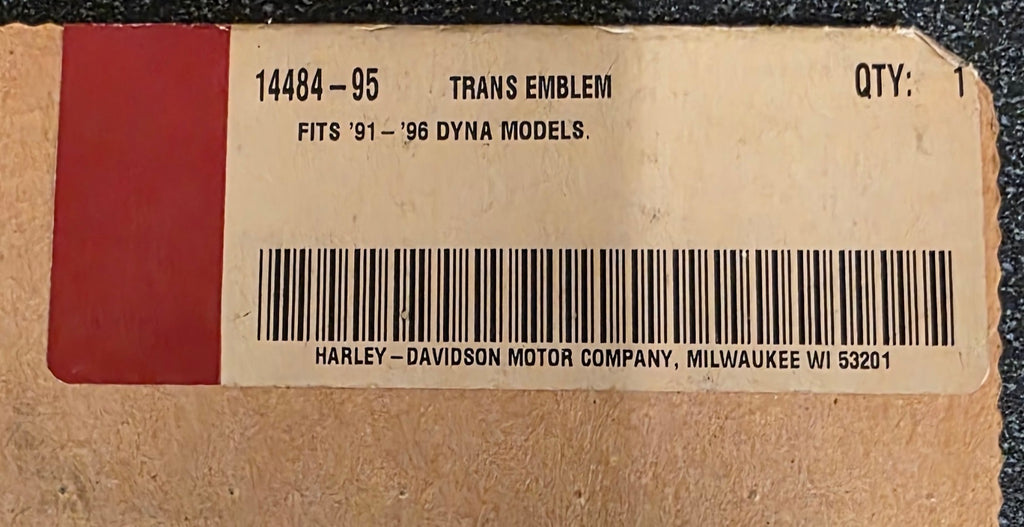 14484-95 TRANS EMBLEM QTY: 1
FITS '91-'96 DYNA MODELS.
HARLEY-DAVIDSON MOTOR COMPANY, MILWAUKEE WI 53201